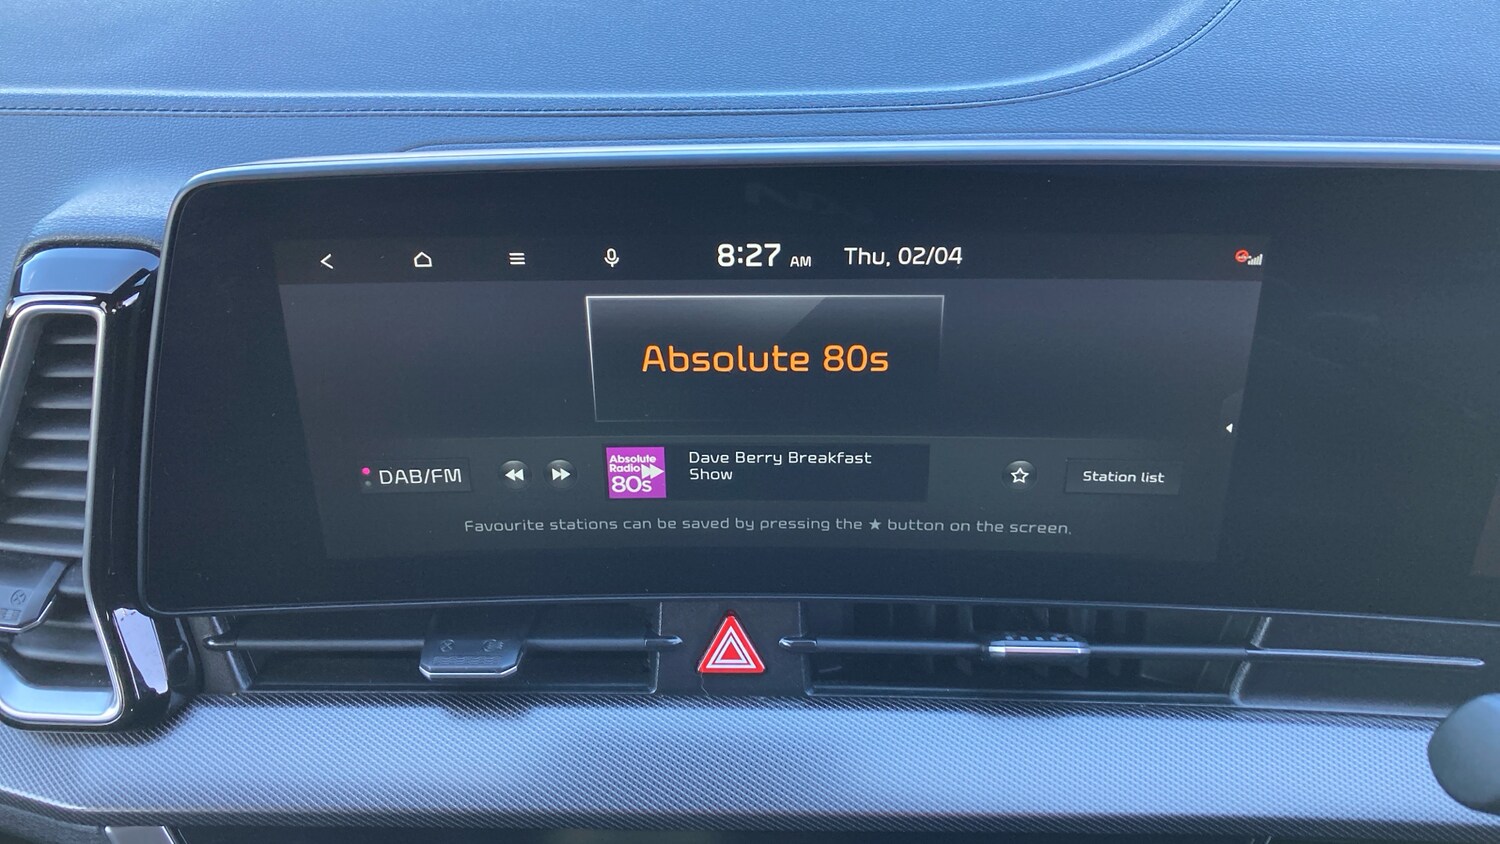 8:27 AM Thu, 02/04
Absolute 80s
DAB/FM
Absolute
Radio
80s
Dave Berry Breakfast
Show
Station list
Favourite stations can be saved by pressing the ★ button on the screen.